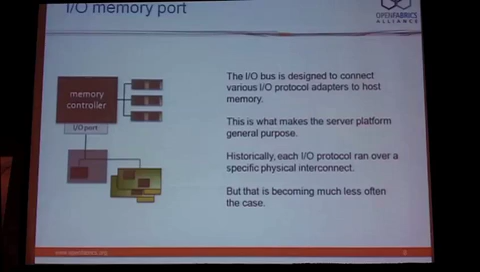 I/O memory port
OPENFABRICS
ALLIANCE
memory
controller
I/O port
The I/O bus is designed to connect
various I/O protocol adapters to host
memory.
This is what makes the server platform
general purpose.
Historically, each I/O protocol ran over a
specific physical interconnect.
But that is becoming much less often
the case.
www.openfabrics.org